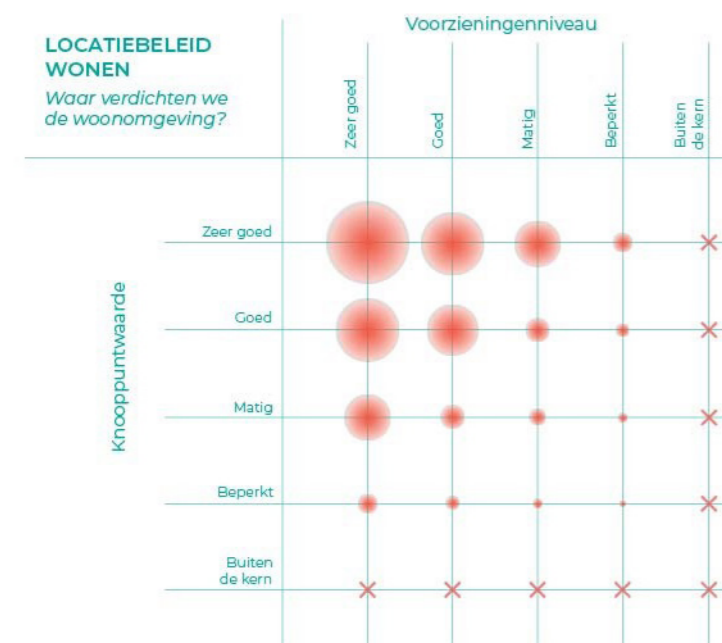 LOCATIEBELEID
WONEN
Waar verdichten we
de woonomgeving?
Voorzieningenniveau
Zeer goed
Goed
Matig
Beperkt
Buiten
de kern
Knooppuntwaarde
Zeer goed
Goed
Matig
Beperkt
Buiten
de kern